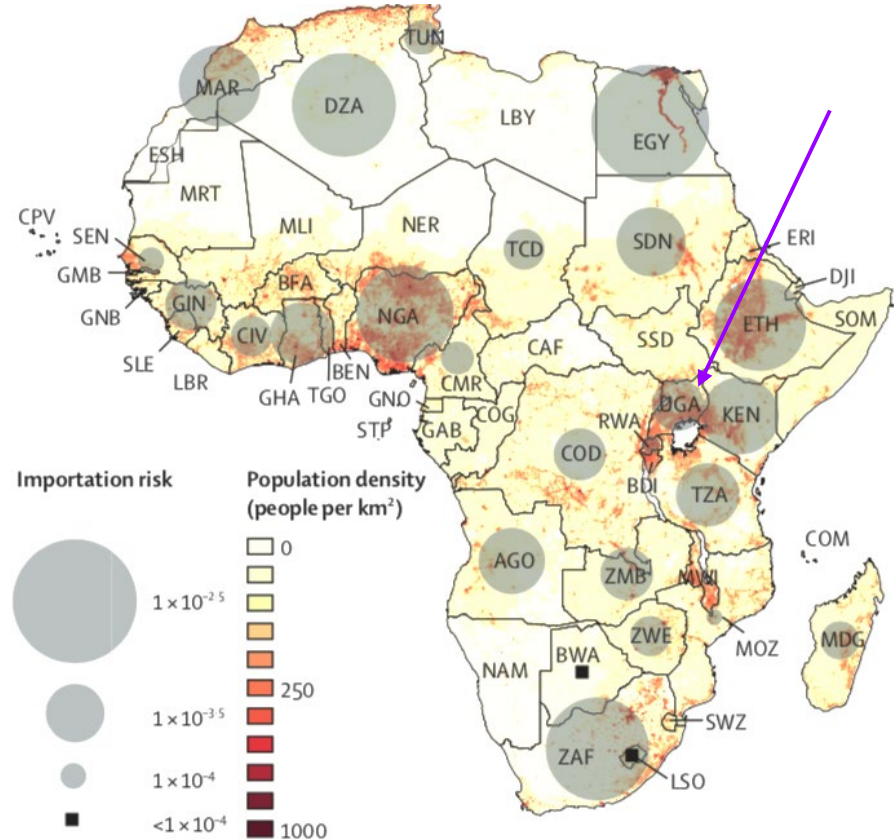 TUN
MAR
DZA
LBY
EGY
ESH
MRT
CPV
MLI
NER
SEN
TCD
SDN
ERI
GMB
BFA
DJI
GIN
NGA
ETH
GNB
CIV
SSD
SOM
SLE
CAF
LBR
BEN
CMR
GHA
TGO
GNQ
UGA
KEN
COG
STP
GAB
RWA
COD
BDI
TZA
Importation risk
Population density
(people per km²)
0
250
1000
1×10⁻²·⁵
1×10⁻³·⁵
1×10⁻⁴
<1×10⁻⁴
AGO
ZMB
MWI
COM
ZWE
MOZ
MDG
NAM
BWA
SWZ
ZAF
LSO